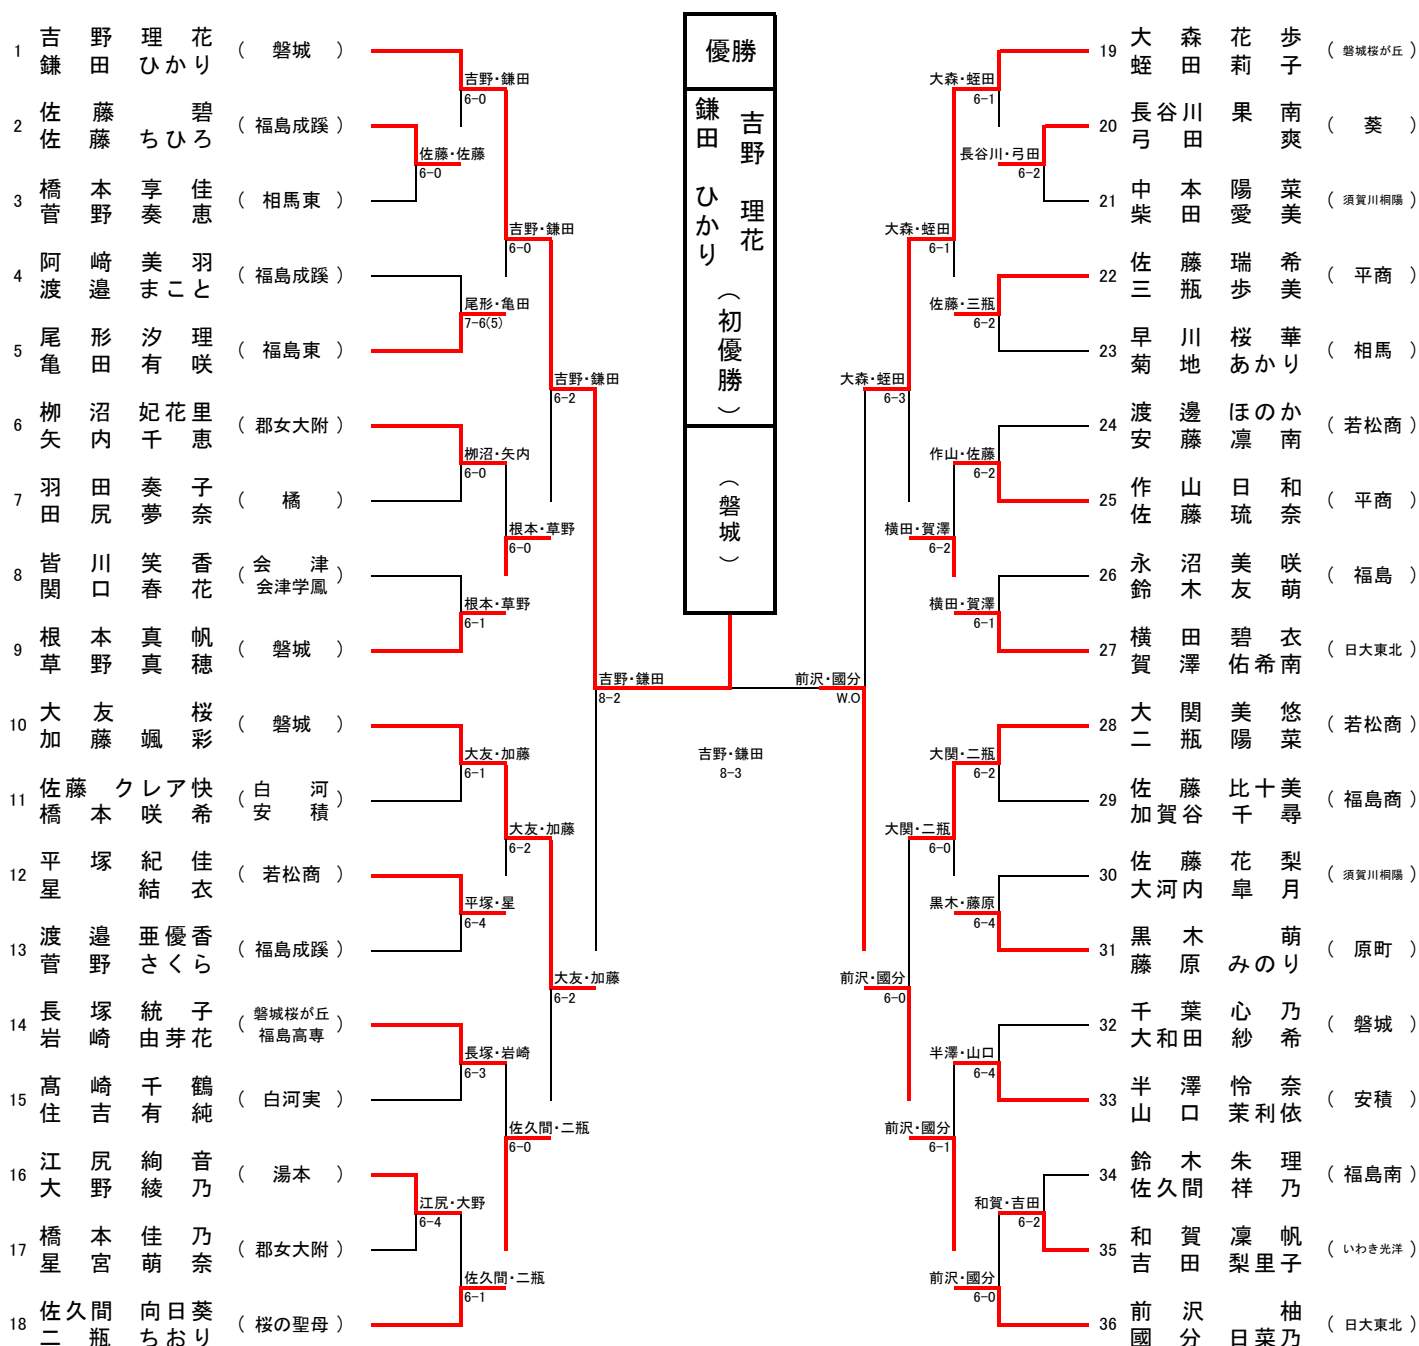 1 吉野理花 鎌田ひかり （ 磐城 ）
2 佐藤碧 佐藤ちひろ （ 福島成蹊 ）
3 橋本享佳 菅野奏恵 （ 相馬東 ）
4 阿﨑美羽 渡邉まこと （ 福島成蹊 ）
5 尾形汐理 亀田有咲 （ 福島東 ）
6 栁沼妃花里 矢内千恵 （ 郡女大附 ）
7 羽田奏子 田尻夢奈 （ 橘 ）
8 皆川笑香 関口春花 （ 会津 会津学鳳 ）
9 根本真帆 草野真穂 （ 磐城 ）
10 大友桜 加藤颯彩 （ 磐城 ）
11 佐藤クレア快 橋本咲希 （ 白河 安積 ）
12 平塚紀佳 星結衣 （ 若松商 ）
13 渡邉亜優香 菅野さくら （ 福島成蹊 ）
14 長塚統子 岩崎由芽花 （ 磐城桜が丘 福島高専 ）
15 髙崎千鶴 住吉有純 （ 白河実 ）
16 江尻絢音 大野綾乃 （ 湯本 ）
17 橋本佳乃 星宮萌奈 （ 郡女大附 ）
18 佐久間向日葵 二瓶ちおり （ 桜の聖母 ）
吉野・鎌田
6-0
佐藤・佐藤
6-0
吉野・鎌田
6-0
尾形・亀田
7-6(5)
吉野・鎌田
6-2
栁沼・矢内
6-0
根本・草野
6-0
根本・草野
6-1
吉野・鎌田
8-2
大友・加藤
6-1
大友・加藤
6-2
平塚・星
6-4
大友・加藤
6-2
長塚・岩崎
6-3
佐久間・二瓶
6-0
江尻・大野
6-4
佐久間・二瓶
6-1
優勝
吉野 理花
鎌田 ひかり （初優勝）
（磐城）
吉野・鎌田
8-3
大森・蛭田
6-1
長谷川・弓田
6-2
大森・蛭田
6-1
佐藤・三瓶
6-2
大森・蛭田
6-3
作山・佐藤
6-2
横田・賀澤
6-2
横田・賀澤
6-1
前沢・國分
W.O
大関・二瓶
6-2
大関・二瓶
6-0
黒木・藤原
6-4
前沢・國分
6-0
半澤・山口
6-4
前沢・國分
6-1
和賀・吉田
6-2
前沢・國分
6-0
19 大森花歩 蛭田莉子 （ 磐城桜が丘 ）
20 長谷川果南 弓田爽 （ 葵 ）
21 中本陽菜 柴田愛美 （ 須賀川桐陽 ）
22 佐藤瑞希 三瓶歩美 （ 平商 ）
23 早川桜華 菊地あかり （ 相馬 ）
24 渡邊ほのか 安藤凛南 （ 若松商 ）
25 作山日和 佐藤琉奈 （ 平商 ）
26 永沼美咲 鈴木友萌 （ 福島 ）
27 横田碧衣 賀澤佑希南 （ 日大東北 ）
28 大関美悠 二瓶陽菜 （ 若松商 ）
29 佐藤比十美 加賀谷千尋 （ 福島商 ）
30 佐藤花梨 大河内皐月 （ 須賀川桐陽 ）
31 黒木萌 藤原みのり （ 原町 ）
32 千葉心乃 大和田紗希 （ 磐城 ）
33 半澤怜奈 山口茉利依 （ 安積 ）
34 鈴木朱理 佐久間祥乃 （ 福島南 ）
35 和賀凜帆 吉田梨里子 （ いわき光洋 ）
36 前沢柚 國分日菜乃 （ 日大東北 ）